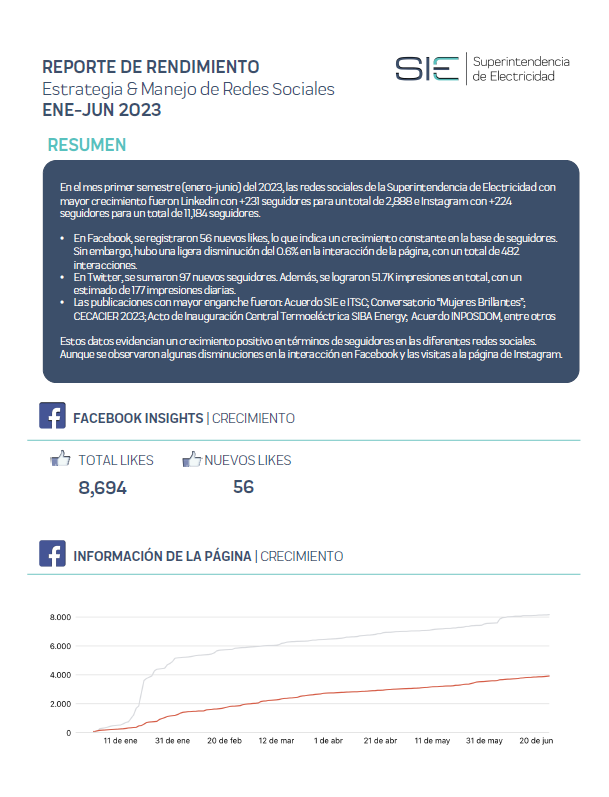 REPORTE DE RENDIMIENTO
Estrategia & Manejo de Redes Sociales
ENE-JUN 2023
SIE
Superintendencia
de Electricidad
RESUMEN
En el mes primer semestre (enero-junio) del 2023, las redes sociales de la Superintendencia de Electricidad con
mayor crecimiento fueron Linkedin con +231 seguidores para un total de 2,888 e Instagram con +224
seguidores para un total de 11,184 seguidores.
• En Facebook, se registraron 56 nuevos likes, lo que indica un crecimiento constante en la base de seguidores.
Sin embargo, hubo una ligera disminución del 0.6% en la interacción de la página, con un total de 482
interacciones.
• En Twitter, se sumaron 97 nuevos seguidores. Además, se lograron 51.7K impresiones en total, con un
estimado de 177 impresiones diarias.
• Las publicaciones con mayor enganche fueron: Acuerdo SIE e ITSC; Conversatorio “Mujeres Brillantes”;
CECACIER 2023; Acto de Inauguración Central Termoeléctrica SIBA Energy; Acuerdo INPOSDOM, entre otros
Estos datos evidencian un crecimiento positivo en términos de seguidores en las diferentes redes sociales.
Aunque se observaron algunas disminuciones en la interacción en Facebook y las visitas a la página de Instagram.
FACEBOOK INSIGHTS | CRECIMIENTO
TOTAL LIKES
NUEVOS LIKES
8,694
56
INFORMACIÓN DE LA PÁGINA | CRECIMIENTO
8.000
6.000
4.000
2.000
0
11 de ene
31 de ene
20 de feb
12 de mar
1 de abr
21 de abr
11 de may
31 de may
20 de jun